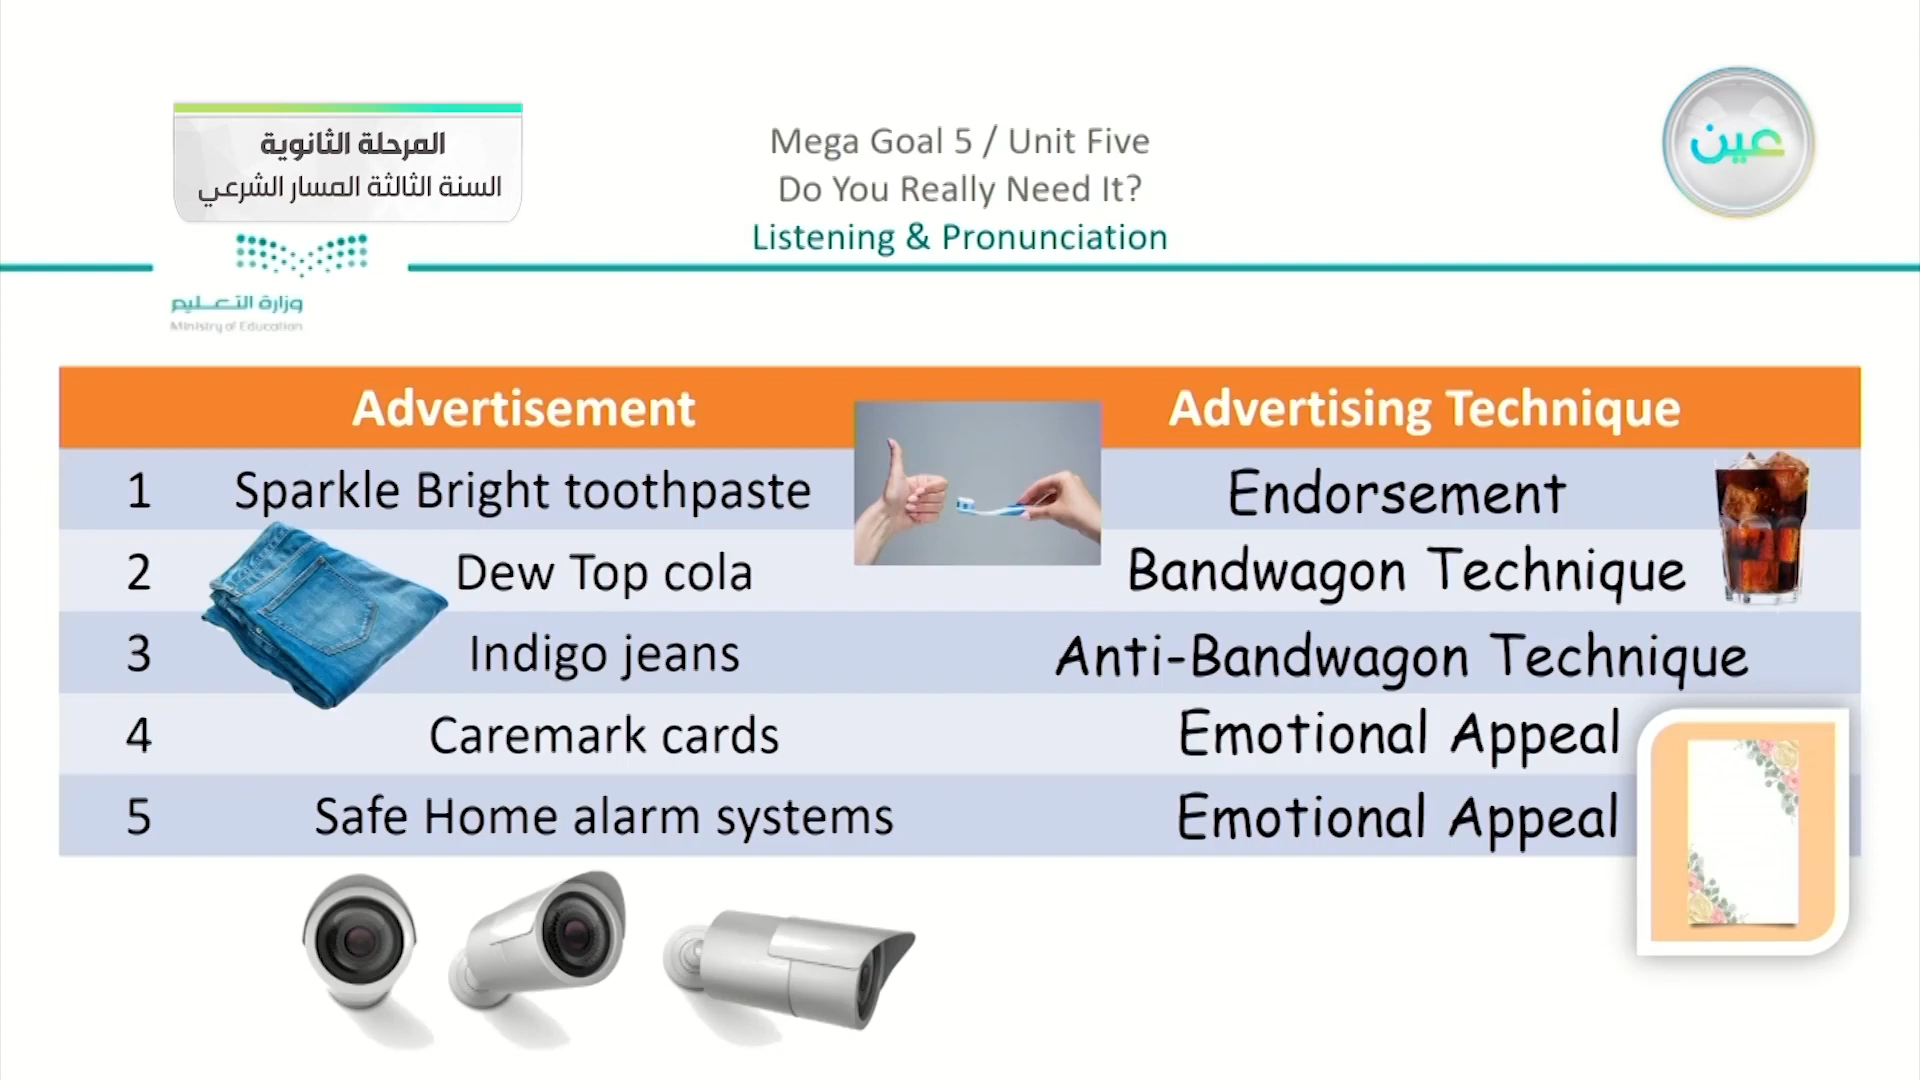 المرحلة الثانوية
السنة الثالثة المسار الشرعي
Mega Goal 5 / Unit Five
Do You Really Need It?
Listening & Pronunciation
عين
وزارة التعليم
Ministry of Education
Advertisement Advertising Technique
1 Sparkle Bright toothpaste Endorsement
2 Dew Top cola Bandwagon Technique
3 Indigo jeans Anti-Bandwagon Technique
4 Caremark cards Emotional Appeal
5 Safe Home alarm systems Emotional Appeal